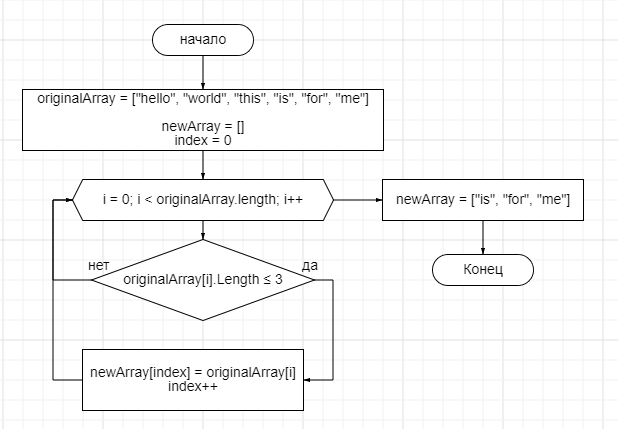 начало
originalArray = ["hello", "world", "this", "is", "for", "me"]
newArray = []
index = 0
i = 0; i < originalArray.length; i++
newArray = ["is", "for", "me"]
нет
да
originalArray[i].Length ≤ 3
Конец
newArray[index] = originalArray[i]
index++